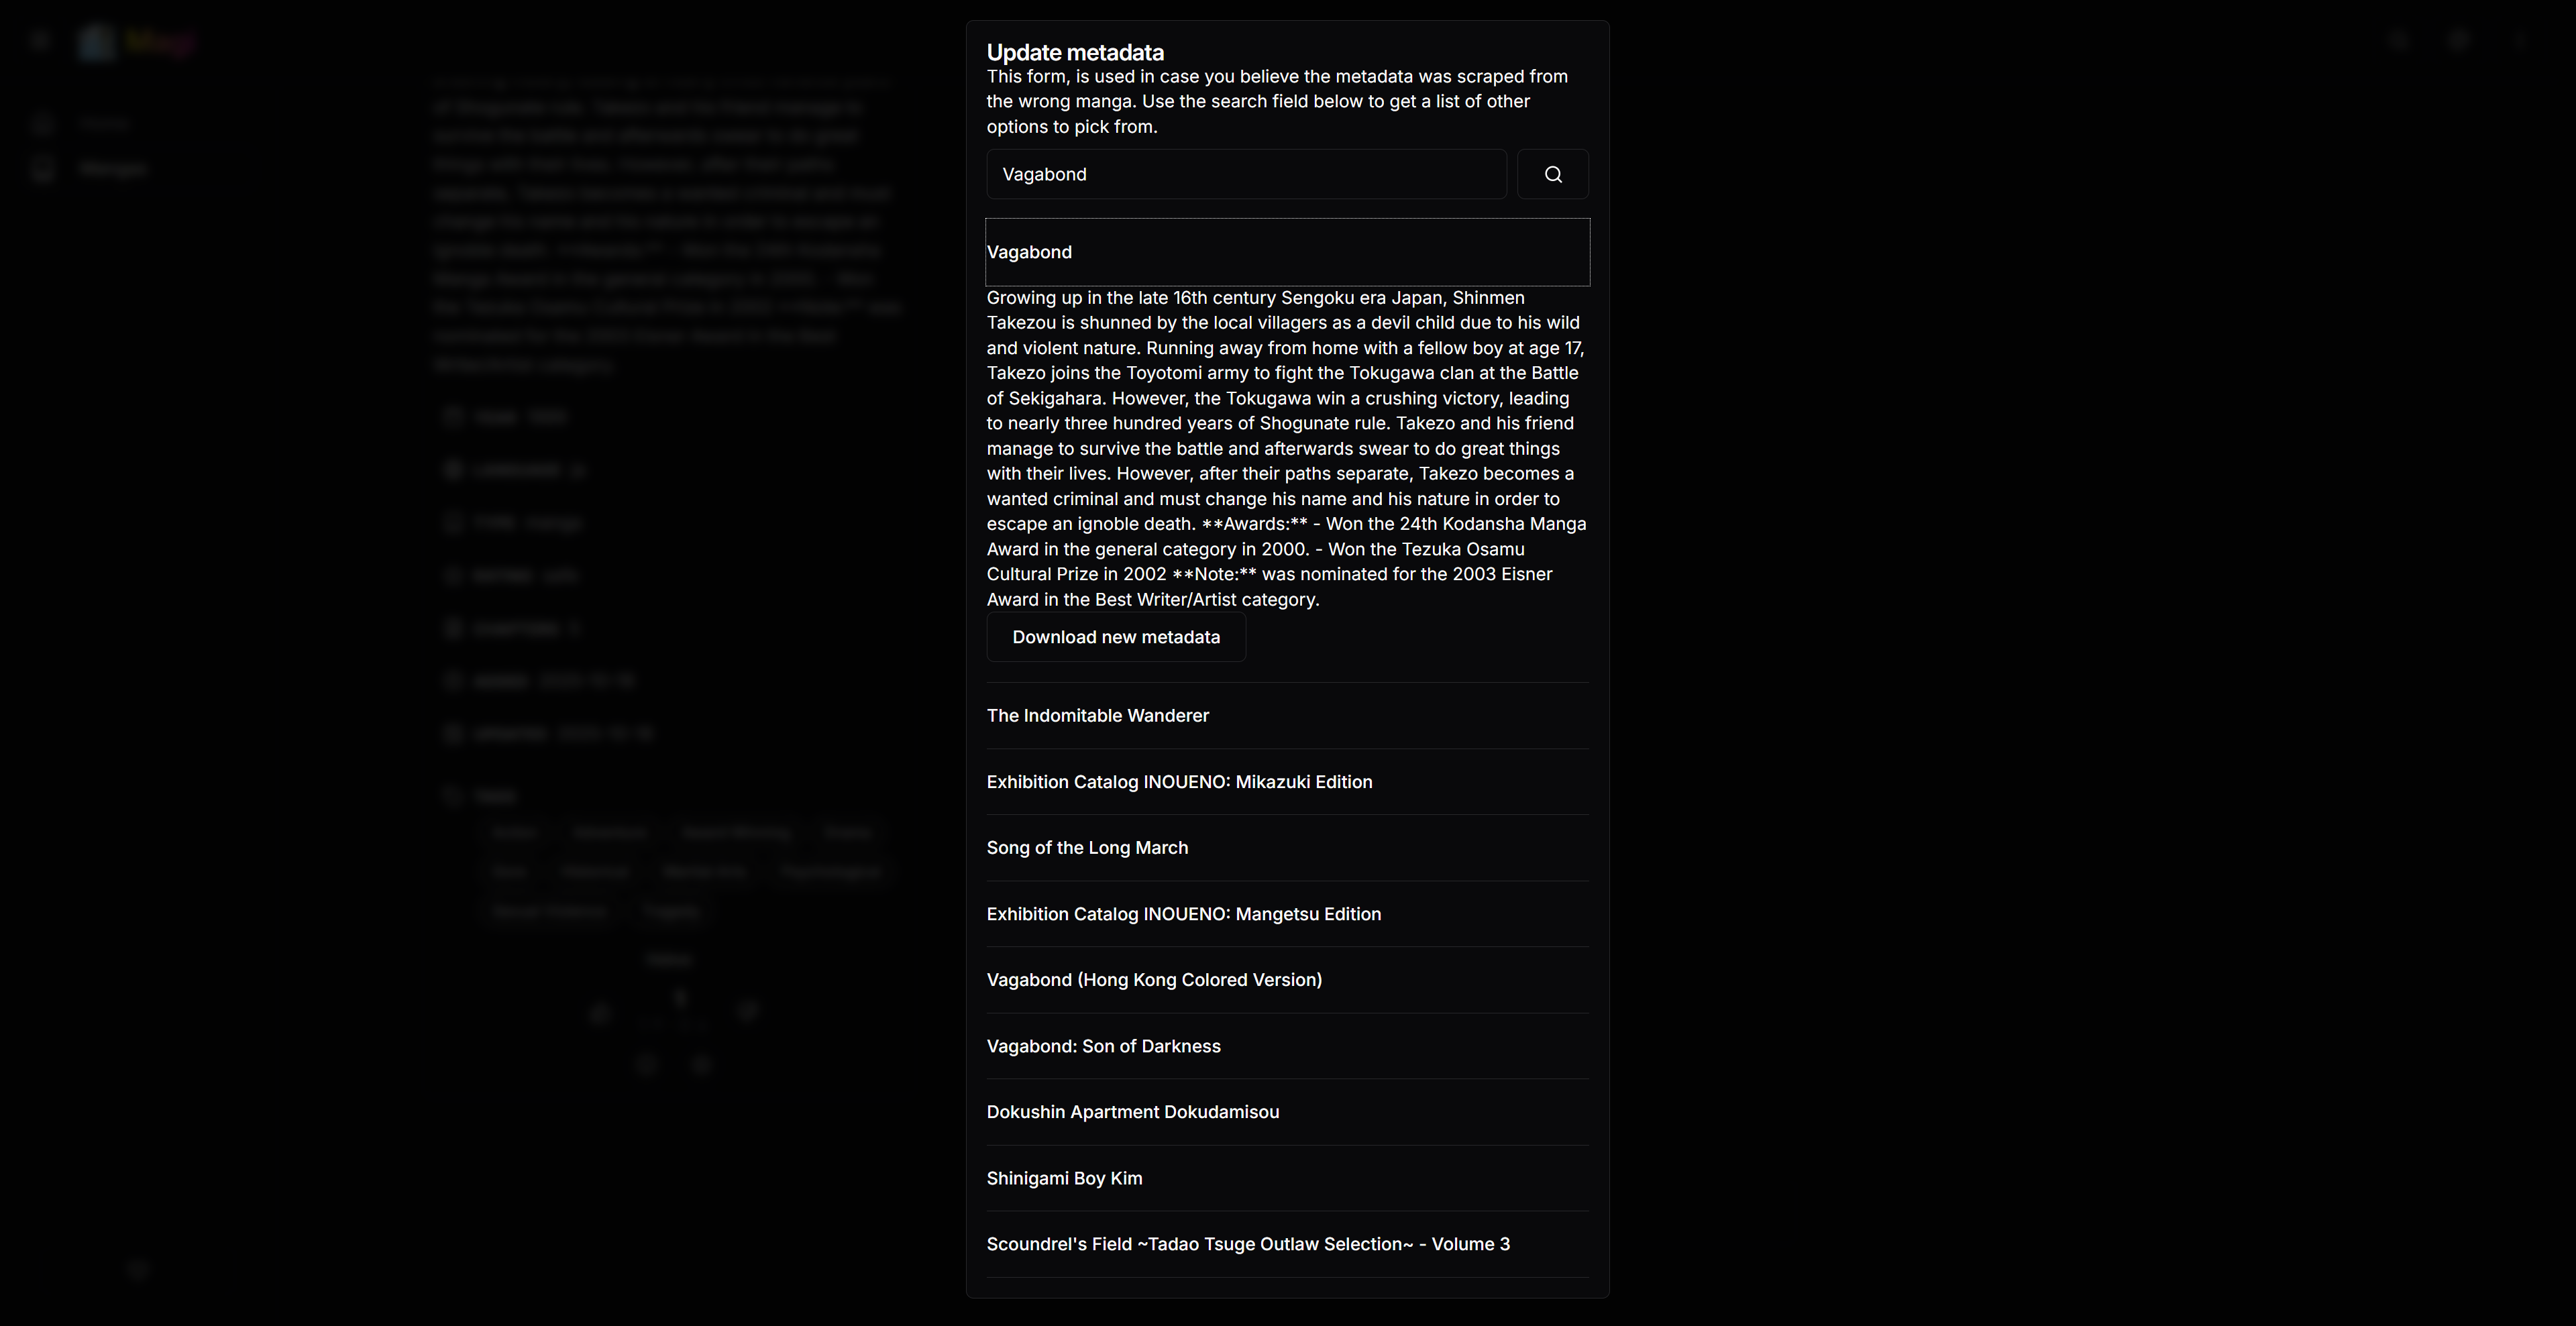 Magi
Update metadata
This form, is used in case you believe the metadata was scraped from
the wrong manga. Use the search field below to get a list of other
options to pick from.
Vagabond
Vagabond
Growing up in the late 16th century Sengoku era Japan, Shinmen
Takezou is shunned by the local villagers as a devil child due to his wild
and violent nature. Running away from home with a fellow boy at age 17,
Takezo joins the Toyotomi army to fight the Tokugawa clan at the Battle
of Sekigahara. However, the Tokugawa win a crushing victory, leading
to nearly three hundred years of Shogunate rule. Takezo and his friend
manage to survive the battle and afterwards swear to do great things
with their lives. However, after their paths separate, Takezo becomes a
wanted criminal and must change his name and his nature in order to
escape an ignoble death. **Awards:** - Won the 24th Kodansha Manga
Award in the general category in 2000. - Won the Tezuka Osamu
Cultural Prize in 2002 **Note:** was nominated for the 2003 Eisner
Award in the Best Writer/Artist category.
Download new metadata
The Indomitable Wanderer
Exhibition Catalog INOUENO: Mikazuki Edition
Song of the Long March
Exhibition Catalog INOUENO: Mangetsu Edition
Vagabond (Hong Kong Colored Version)
Vagabond: Son of Darkness
Dokushin Apartment Dokudamisou
Shinigami Boy Kim
Scoundrel's Field ~Tadao Tsuge Outlaw Selection~ - Volume 3